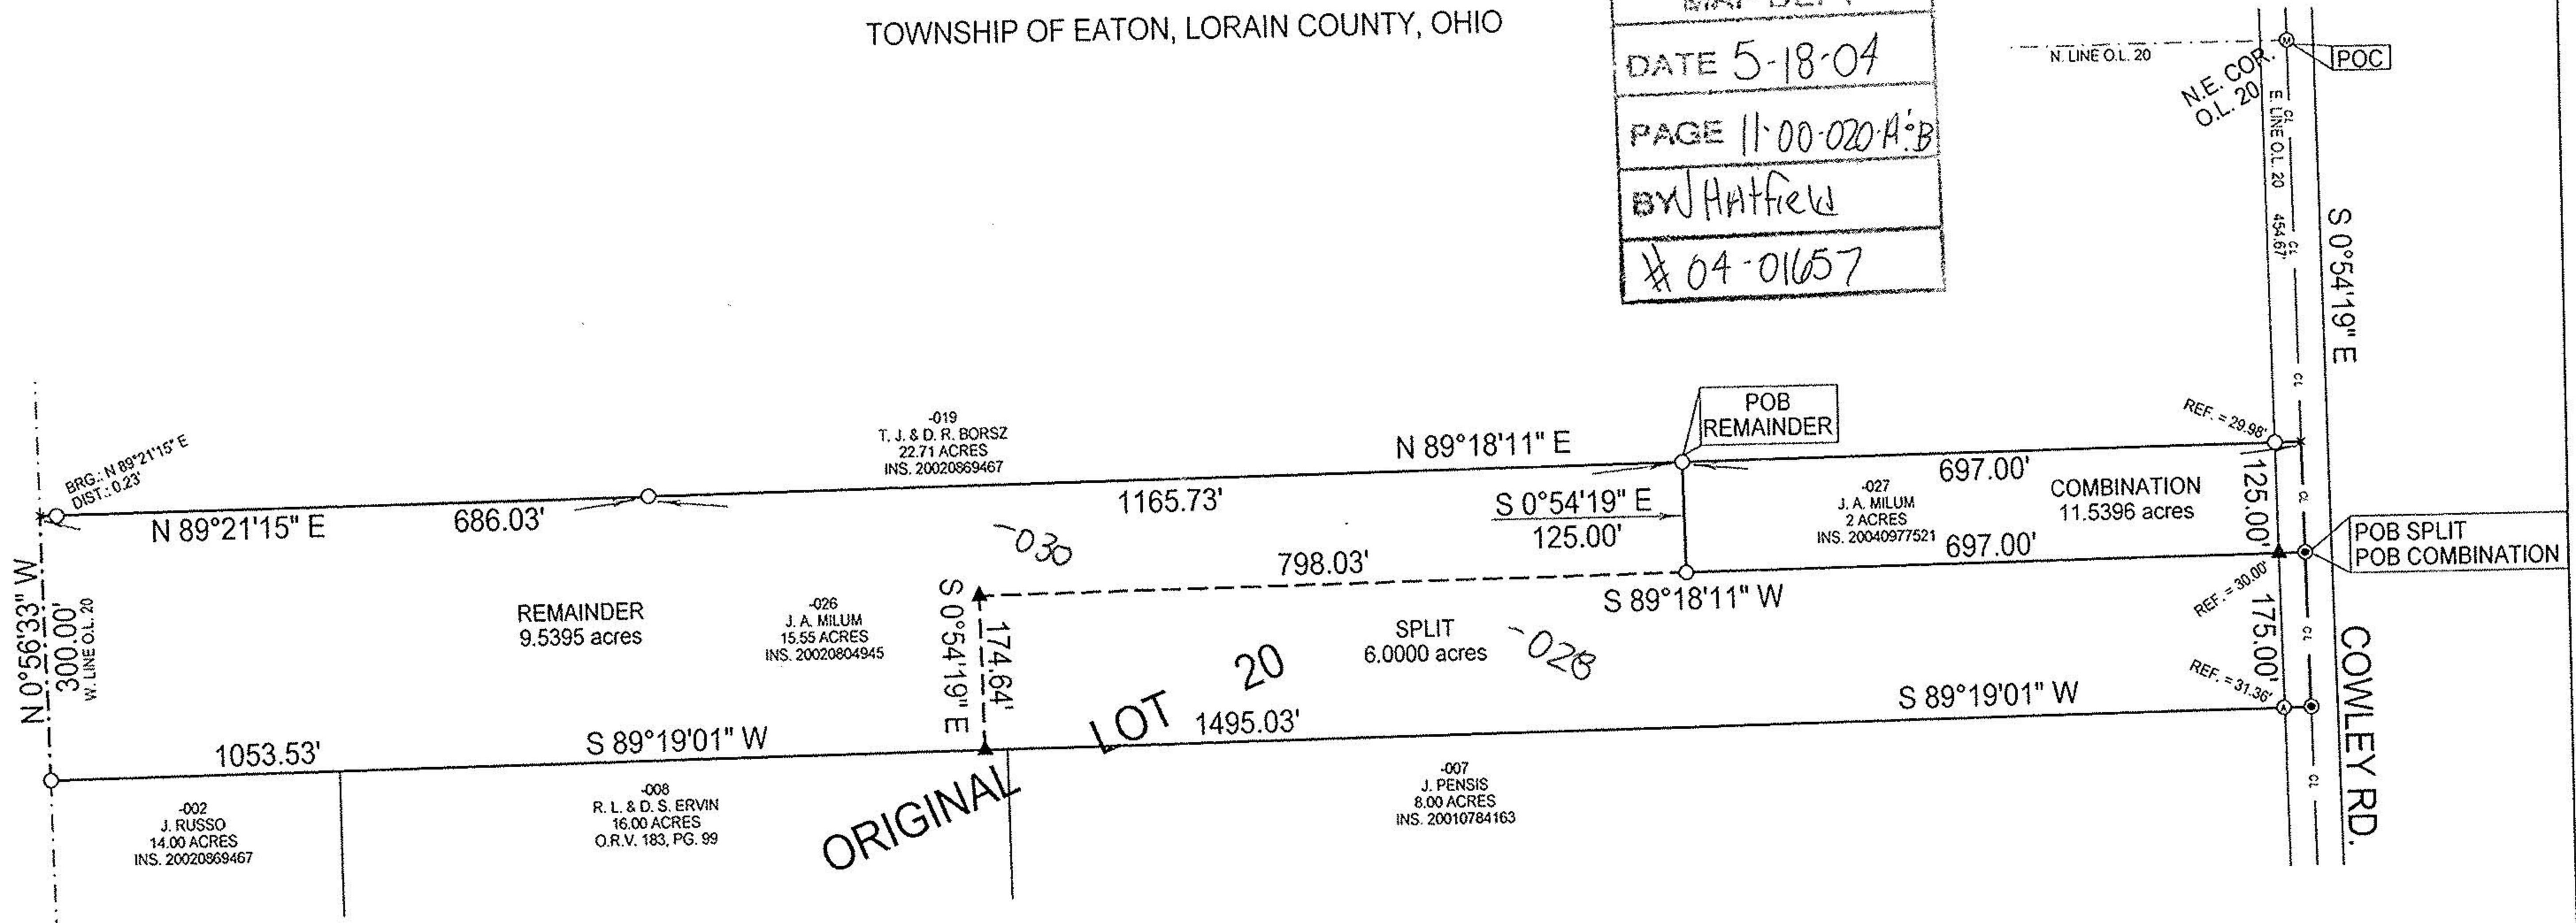 TOWNSHIP OF EATON, LORAIN COUNTY, OHIO
MAP DEPT
DATE 5-18-04
PAGE 11-00-020-A:B
BY J Hatfield
# 04-01657
N. LINE O.L. 20
POC
N.E. COR.
O.L. 20
CL
E. LINE O.L. 20 454.67'
CL
S 0°54'19" E
CL
REF. = 29.98'
BRG.: N 89°21'15" E
DIST.: 0.23'
-019
T. J. & D. R. BORSZ
22.71 ACRES
INS. 20020869467
N 89°18'11" E
POB
REMAINDER
N 89°21'15" E
686.03'
1165.73'
697.00'
S 0°54'19" E
125.00'
-027
J. A. MILUM
2 ACRES
INS. 20040977521
COMBINATION
11.5396 acres
125.00'
CL
697.00'
POB SPLIT
POB COMBINATION
-030
798.03'
S 89°18'11" W
REF. = 30.00'
N 0°56'33" W
300.00'
W. LINE O.L. 20
REMAINDER
9.5395 acres
-026
J. A. MILUM
15.55 ACRES
INS. 20020804945
S 0°54'19" E
174.64'
SPLIT
6.0000 acres
-028
175.00'
CL
REF. = 31.36'
COWLEY RD.
1053.53'
S 89°19'01" W
ORIGINAL LOT 20
1495.03'
S 89°19'01" W
A
M
CL
-002
J. RUSSO
14.00 ACRES
INS. 20020869467
-008
R. L. & D. S. ERVIN
16.00 ACRES
O.R.V. 183, PG. 99
-007
J. PENSIS
8.00 ACRES
INS. 20010784163